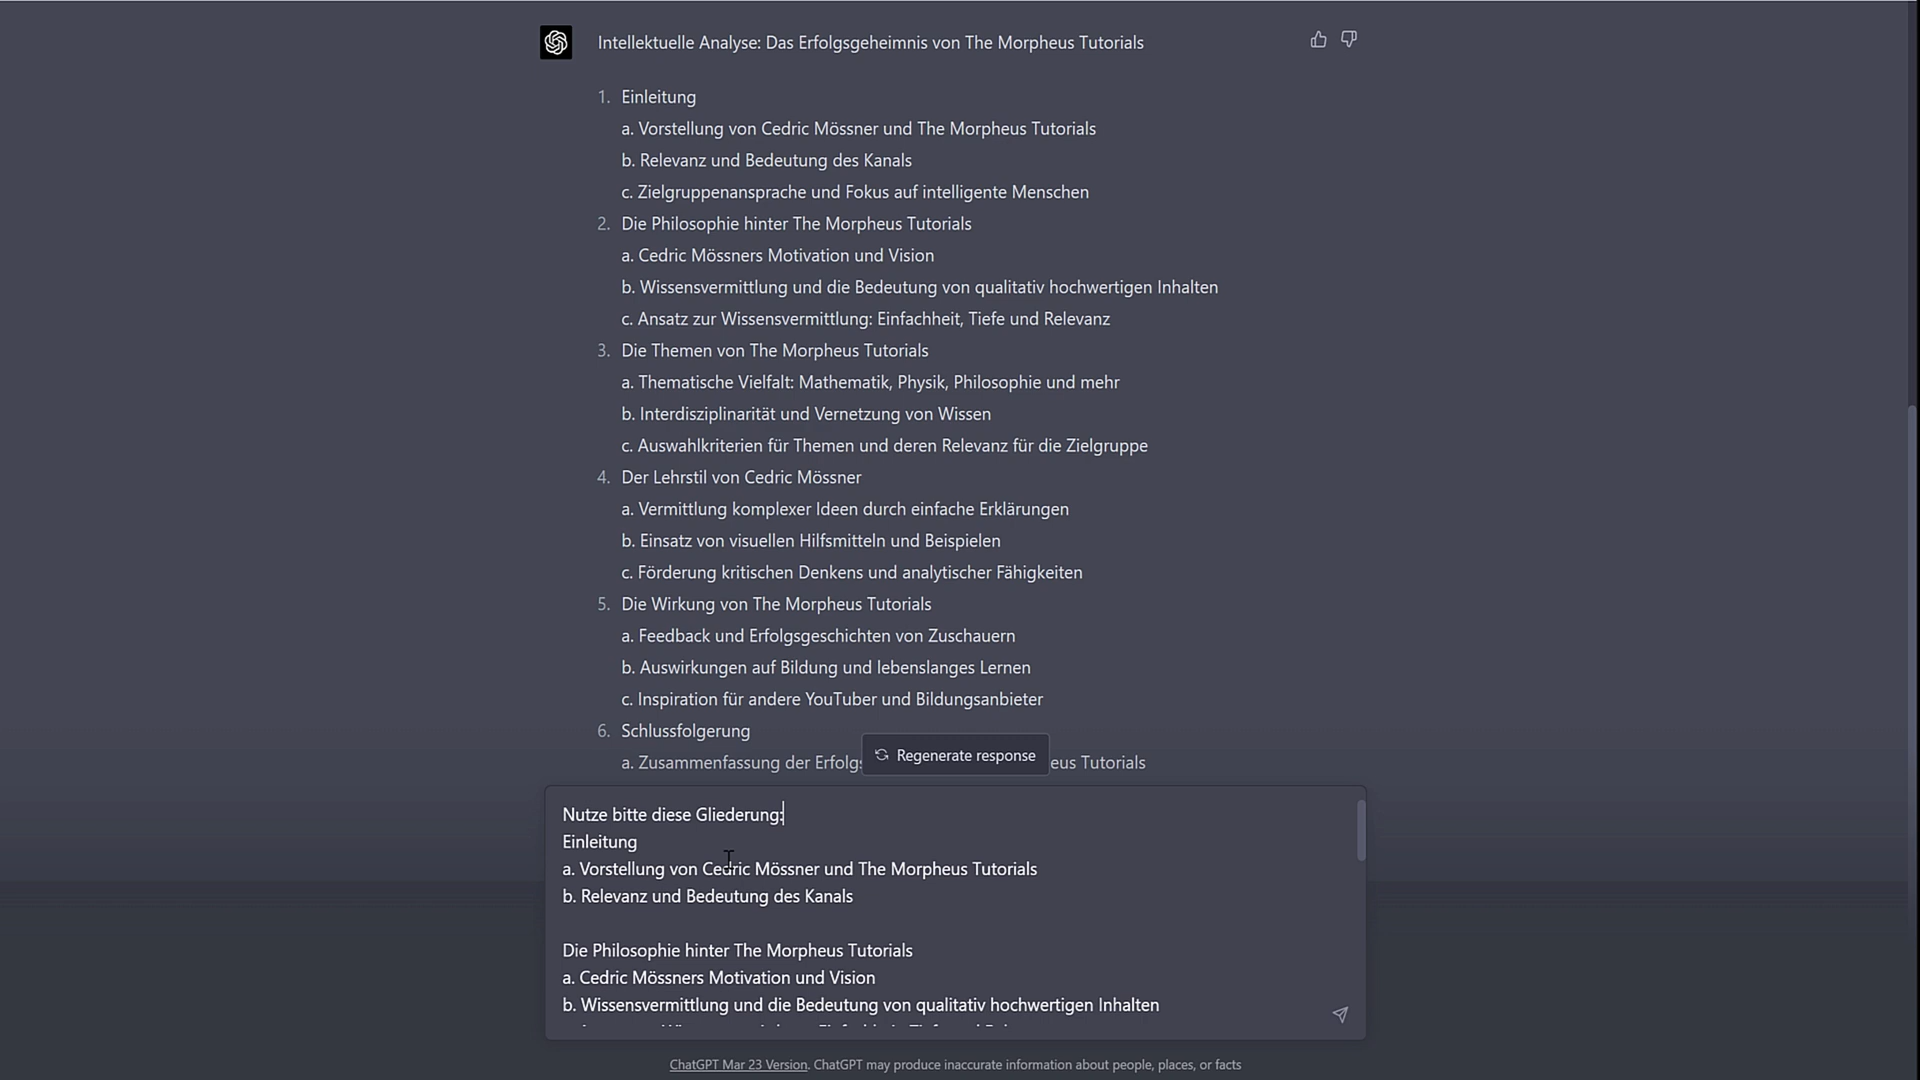 Intellektuelle Analyse: Das Erfolgsgeheimnis von The Morpheus Tutorials
1. Einleitung
a. Vorstellung von Cedric Mössner und The Morpheus Tutorials
b. Relevanz und Bedeutung des Kanals
c. Zielgruppenansprache und Fokus auf intelligente Menschen
2. Die Philosophie hinter The Morpheus Tutorials
a. Cedric Mössners Motivation und Vision
b. Wissensvermittlung und die Bedeutung von qualitativ hochwertigen Inhalten
c. Ansatz zur Wissensvermittlung: Einfachheit, Tiefe und Relevanz
3. Die Themen von The Morpheus Tutorials
a. Thematische Vielfalt: Mathematik, Physik, Philosophie und mehr
b. Interdisziplinarität und Vernetzung von Wissen
c. Auswahlkriterien für Themen und deren Relevanz für die Zielgruppe
4. Der Lehrstil von Cedric Mössner
a. Vermittlung komplexer Ideen durch einfache Erklärungen
b. Einsatz von visuellen Hilfsmitteln und Beispielen
c. Förderung kritischen Denkens und analytischer Fähigkeiten
5. Die Wirkung von The Morpheus Tutorials
a. Feedback und Erfolgsgeschichten von Zuschauern
b. Auswirkungen auf Bildung und lebenslanges Lernen
c. Inspiration für andere YouTuber und Bildungsanbieter
6. Schlussfolgerung
a. Zusammenfassung der Erfolgs eus Tutorials
Regenerate response
Nutze bitte diese Gliederung:
Einleitung
a. Vorstellung von Cedric Mössner und The Morpheus Tutorials
b. Relevanz und Bedeutung des Kanals
Die Philosophie hinter The Morpheus Tutorials
a. Cedric Mössners Motivation und Vision
b. Wissensvermittlung und die Bedeutung von qualitativ hochwertigen Inhalten
ChatGPT Mar 23 Version. ChatGPT may produce inaccurate information about people, places, or facts